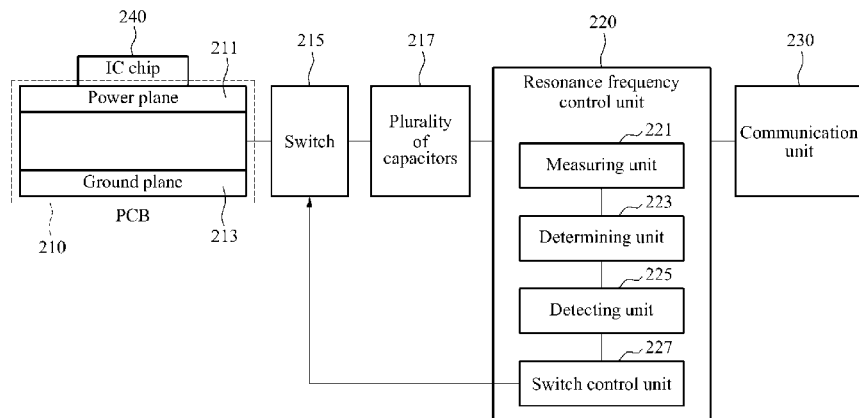 240
IC chip
211
Power plane
Ground plane
210
PCB
213
215
Switch
217
Plurality
of
capacitors
220
Resonance frequency
control unit
221
Measuring unit
223
Determining unit
225
Detecting unit
227
Switch control unit
230
Communication
unit